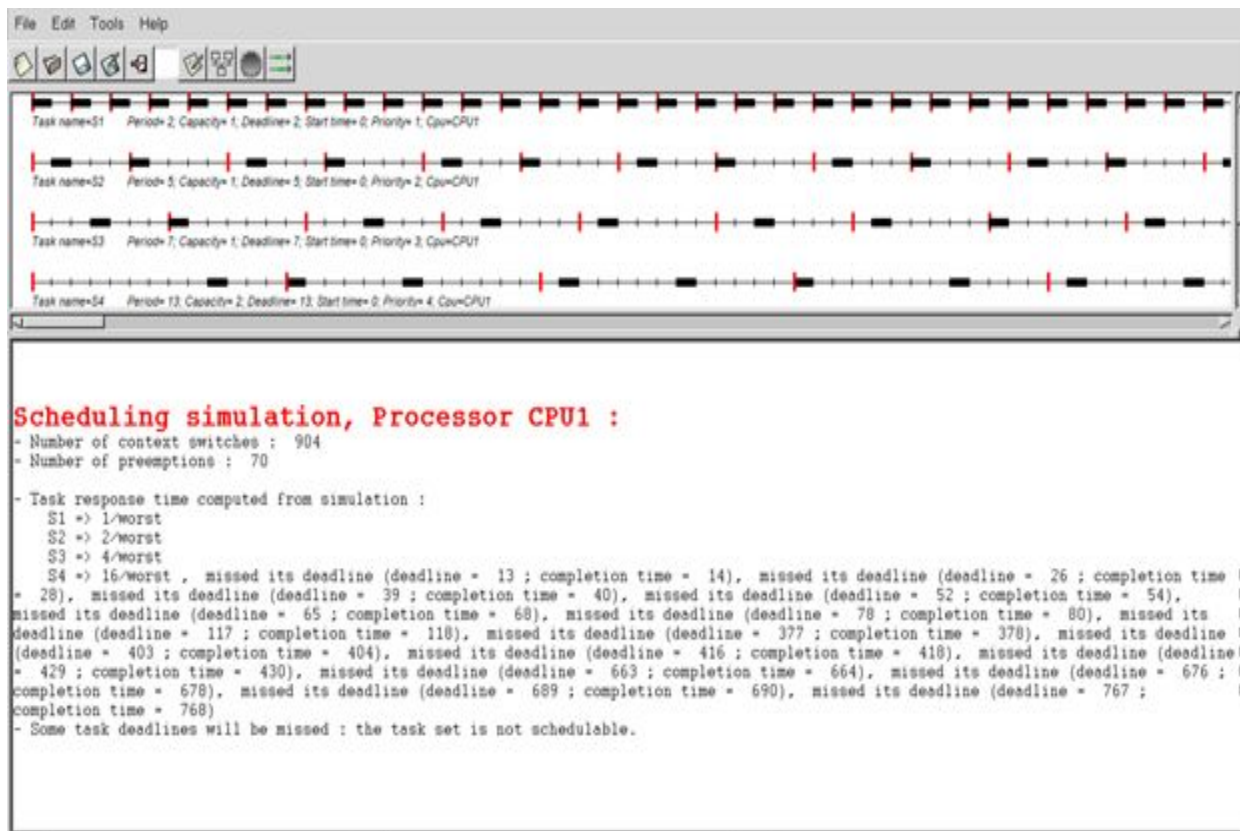 File Edit Tools Help
Task name=S1 Period= 2; Capacity= 1; Deadline= 2; Start time= 0; Priority= 1; Cpu=CPU1
Task name=S2 Period= 5; Capacity= 1; Deadline= 5; Start time= 0; Priority= 2; Cpu=CPU1
Task name=S3 Period= 7; Capacity= 1; Deadline= 7; Start time= 0; Priority= 3; Cpu=CPU1
Task name=S4 Period= 13; Capacity= 2; Deadline= 13; Start time= 0; Priority= 4; Cpu=CPU1
Scheduling simulation, Processor CPU1 :
- Number of context switches : 904
- Number of preemptions : 70
- Task response time computed from simulation :
S1 => 1/worst
S2 => 2/worst
S3 => 4/worst
S4 => 16/worst , missed its deadline (deadline = 13 ; completion time = 14), missed its deadline (deadline = 26 ; completion time
= 28), missed its deadline (deadline = 39 ; completion time = 40), missed its deadline (deadline = 52 ; completion time = 54),
missed its deadline (deadline = 65 ; completion time = 68), missed its deadline (deadline = 78 ; completion time = 80), missed its
deadline (deadline = 117 ; completion time = 118), missed its deadline (deadline = 377 ; completion time = 378), missed its deadline
(deadline = 403 ; completion time = 404), missed its deadline (deadline = 416 ; completion time = 418), missed its deadline (deadline
= 429 ; completion time = 430), missed its deadline (deadline = 663 ; completion time = 664), missed its deadline (deadline = 676 ;
completion time = 678), missed its deadline (deadline = 689 ; completion time = 690), missed its deadline (deadline = 767 ;
completion time = 768)
- Some task deadlines will be missed : the task set is not schedulable.